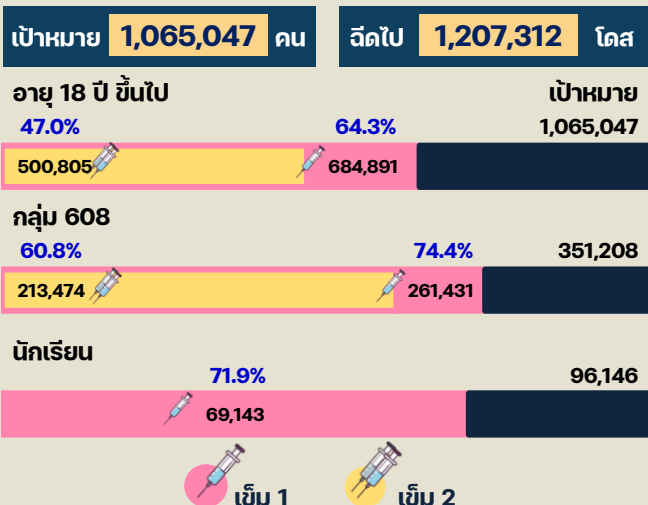 เป้าหมาย 1,065,047 คน ฉีดไป 1,207,312 โดส
อายุ 18 ปี ขึ้นไป เป้าหมาย
47.0% 64.3% 1,065,047
500,805 684,891
กลุ่ม 608
60.8% 74.4% 351,208
213,474 261,431
นักเรียน
71.9% 96,146
69,143
เข็ม 1 เข็ม 2